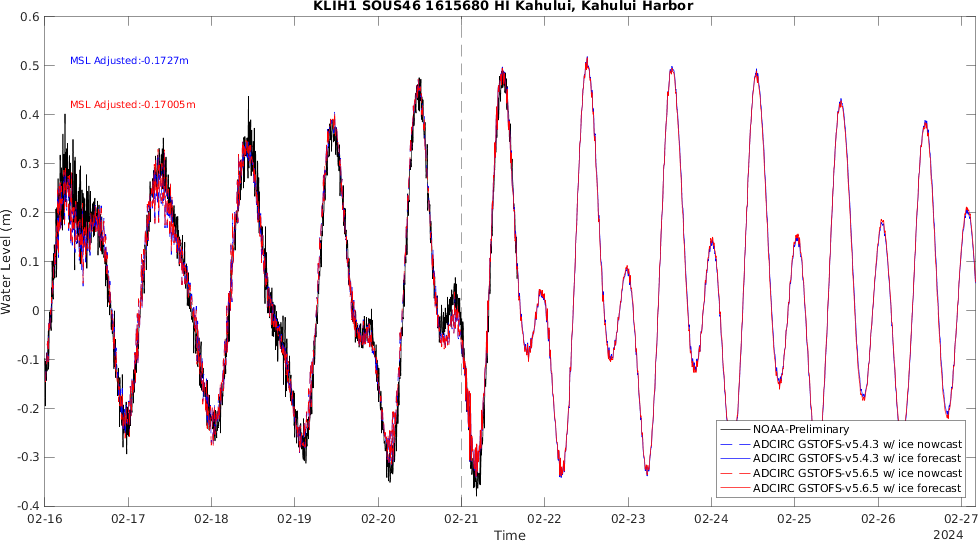 KLIH1 SOUS46 1615680 HI Kahului, Kahului Harbor
0.6
0.5
0.4
0.3
0.2
0.1
0
-0.1
-0.2
-0.3
-0.4
Water Level (m)
MSL Adjusted:-0.1727m
MSL Adjusted:-0.17005m
NOAA-Preliminary
ADCIRC GSTOFS-v5.4.3 w/ ice nowcast
ADCIRC GSTOFS-v5.4.3 w/ ice forecast
ADCIRC GSTOFS-v5.6.5 w/ ice nowcast
ADCIRC GSTOFS-v5.6.5 w/ ice forecast
02-16 02-17 02-18 02-19 02-20 02-21 02-22 02-23 02-24 02-25 02-26 02-27
Time
2024